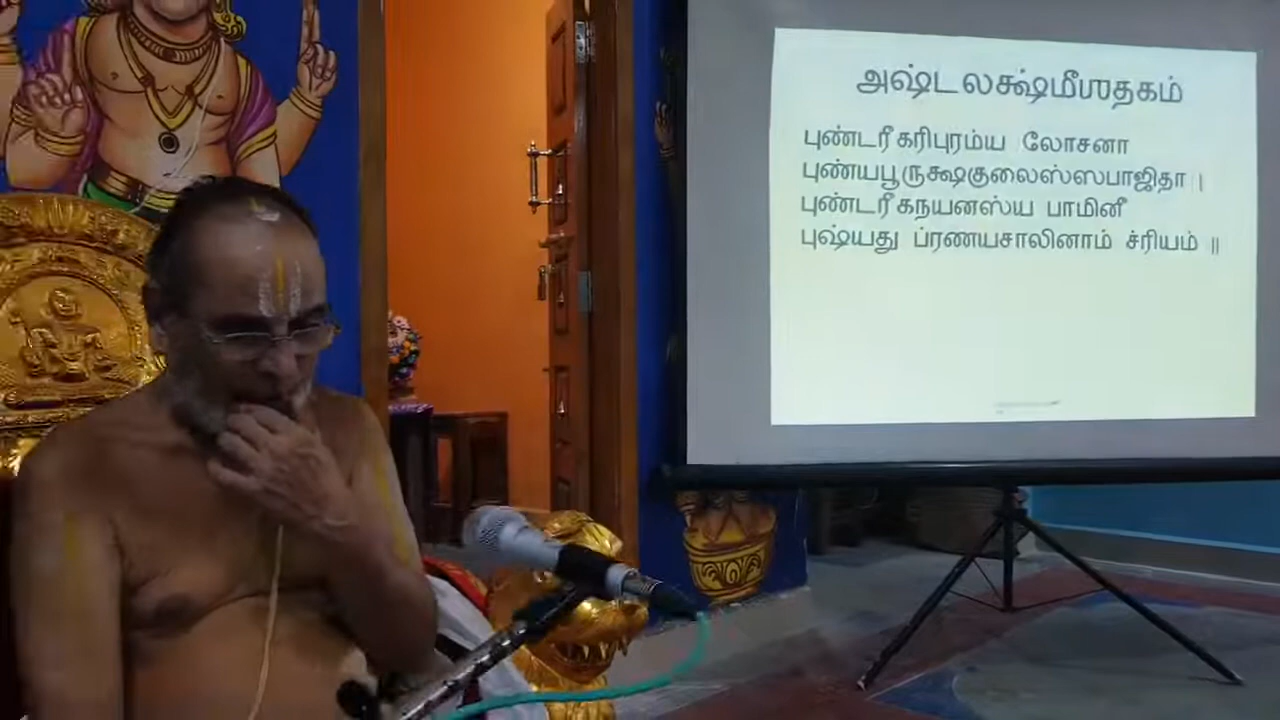 அஷ்டலக்ஷ்மீஶதகம்
புண்டரீகரிபுரம்ய லோசனா
புண்யபூருக்ஷகுலைஸ்ஸபாஜிதா |
புண்டரீகநயனஸ்ய பாமினீ
புஷ்யது ப்ரணயசாலினாம் ச்ரியம் ||